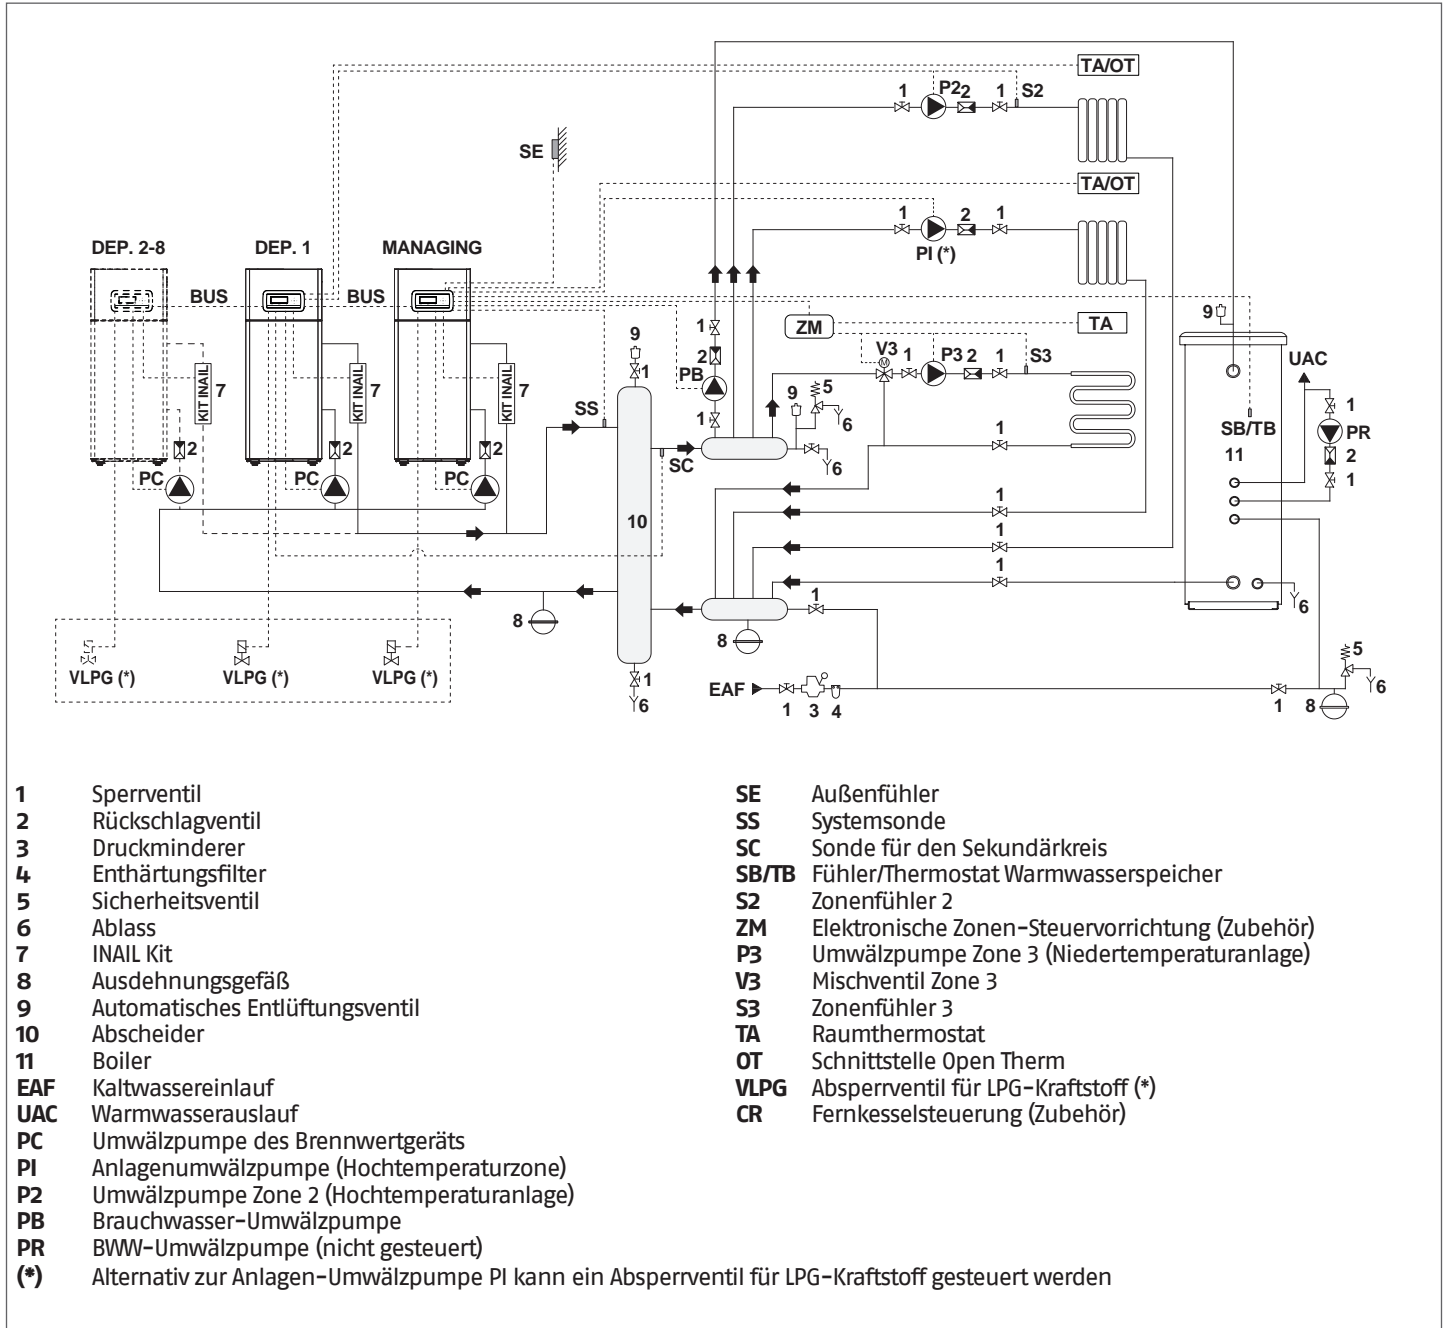 TA/OT
1 P2 2 1 S2
SE
TA/OT
1 2 1
PI (*)
DEP. 2-8 DEP. 1 MANAGING
BUS BUS
9 1 1 ZM TA 9
2 V3 1 P3 2 1 S3 UAC
KIT INAIL 7 KIT INAIL 7 KIT INAIL 7
PB 9 5 1
SS 1 6 1 SB/TB PR
2 2 2 SC 6 11 2
PC PC PC 1
10 1
1
1
1 6
8 8
VLPG (*) VLPG (*) VLPG (*)
1 6
EAF 1 3 4 1 8 5 6
1 Sperrventil
2 Rückschlagventil
3 Druckminderer
4 Enthärtungsfilter
5 Sicherheitsventil
6 Ablass
7 INAIL Kit
8 Ausdehnungsgefäß
9 Automatisches Entlüftungsventil
10 Abscheider
11 Boiler
EAF Kaltwassereinlauf
UAC Warmwasserauslauf
PC Umwälzpumpe des Brennwertgeräts
PI Anlagenumwälzpumpe (Hochtemperaturzone)
P2 Umwälzpumpe Zone 2 (Hochtemperaturanlage)
PB Brauchwasser-Umwälzpumpe
PR BWW-Umwälzpumpe (nicht gesteuert)
(*) Alternativ zur Anlagen-Umwälzpumpe PI kann ein Absperrventil für LPG-Kraftstoff gesteuert werden
SE Außenfühler
SS Systemsonde
SC Sonde für den Sekundärkreis
SB/TB Fühler/Thermostat Warmwasserspeicher
S2 Zonenfühler 2
ZM Elektronische Zonen-Steuervorrichtung (Zubehör)
P3 Umwälzpumpe Zone 3 (Niedertemperaturanlage)
V3 Mischventil Zone 3
S3 Zonenfühler 3
TA Raumthermostat
OT Schnittstelle Open Therm
VLPG Absperrventil für LPG-Kraftstoff (*)
CR Fernkesselsteuerung (Zubehör)